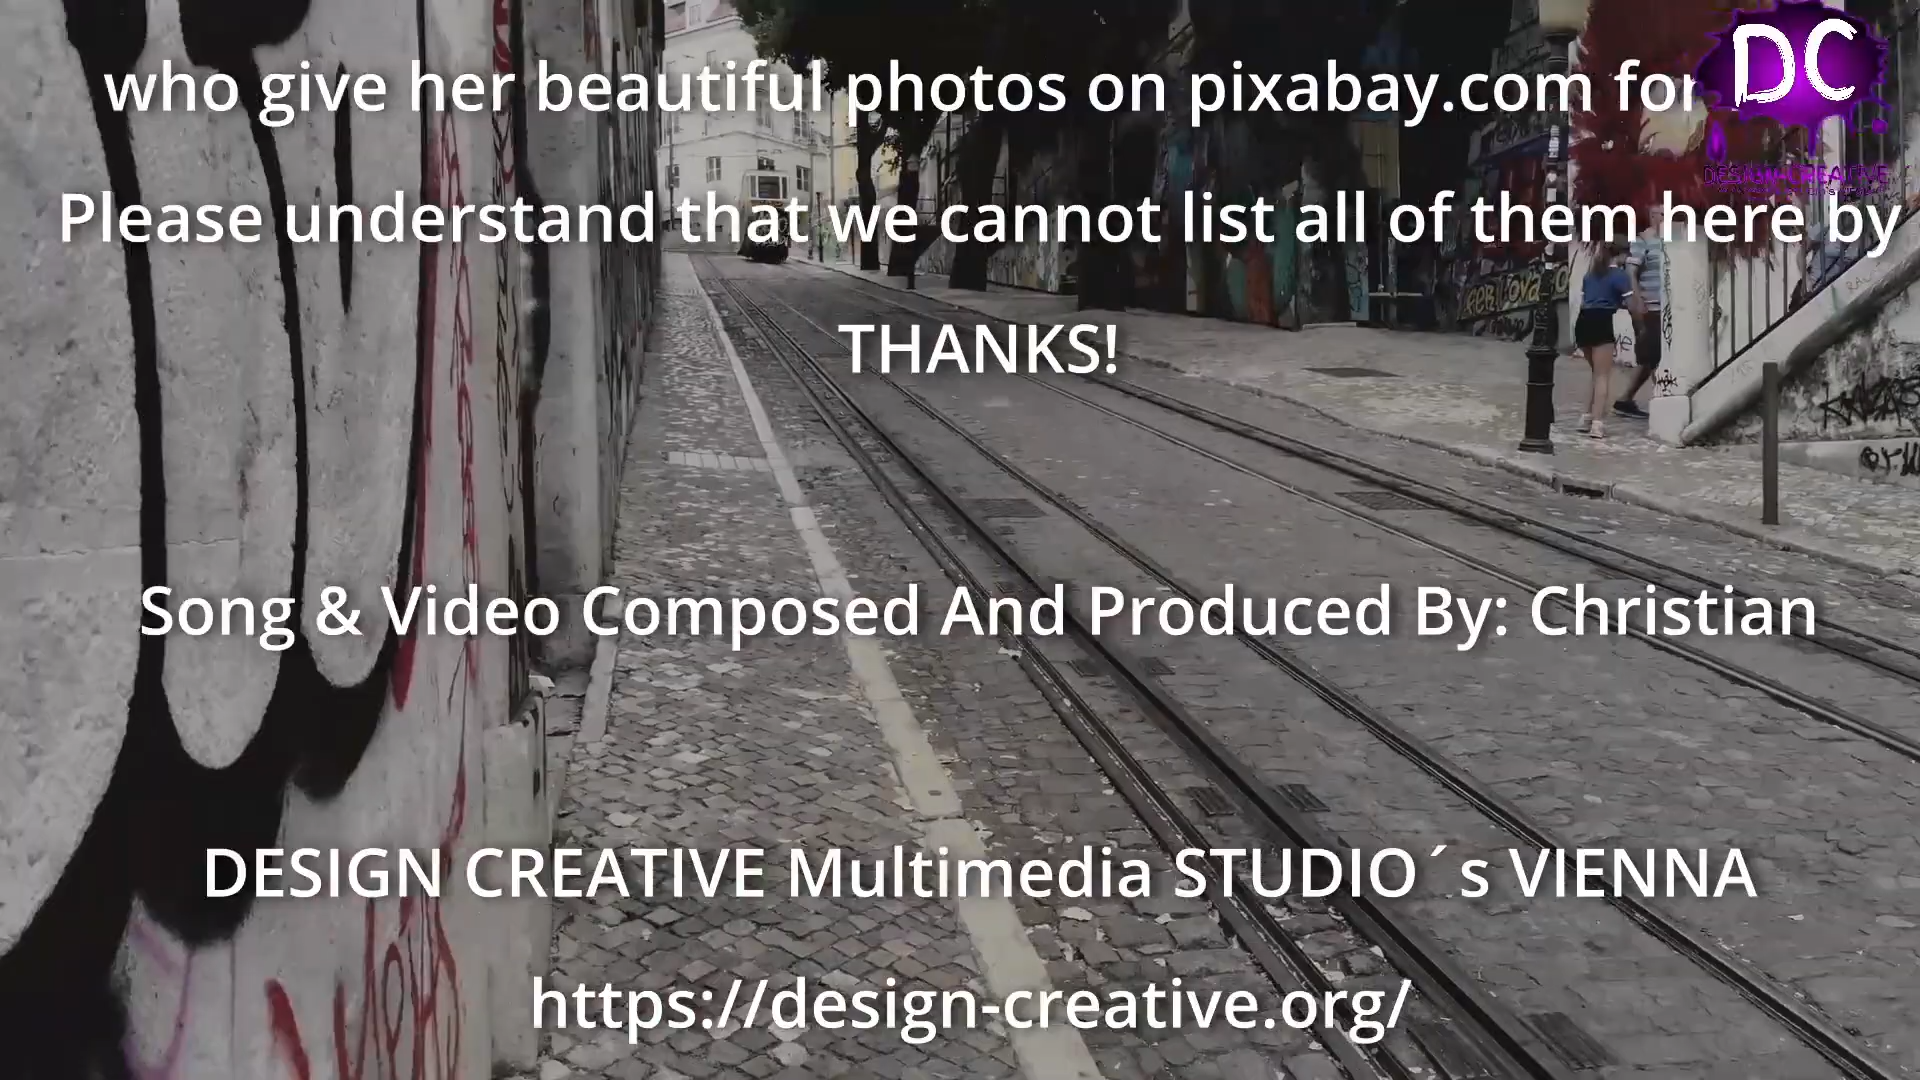 who give her beautiful photos on pixabay.com for
DC
DESIGN-CREATIVE
Please understand that we cannot list all of them here by
THANKS!
Song & Video Composed And Produced By: Christian
DESIGN CREATIVE Multimedia STUDIO´s VIENNA
https://design-creative.org/